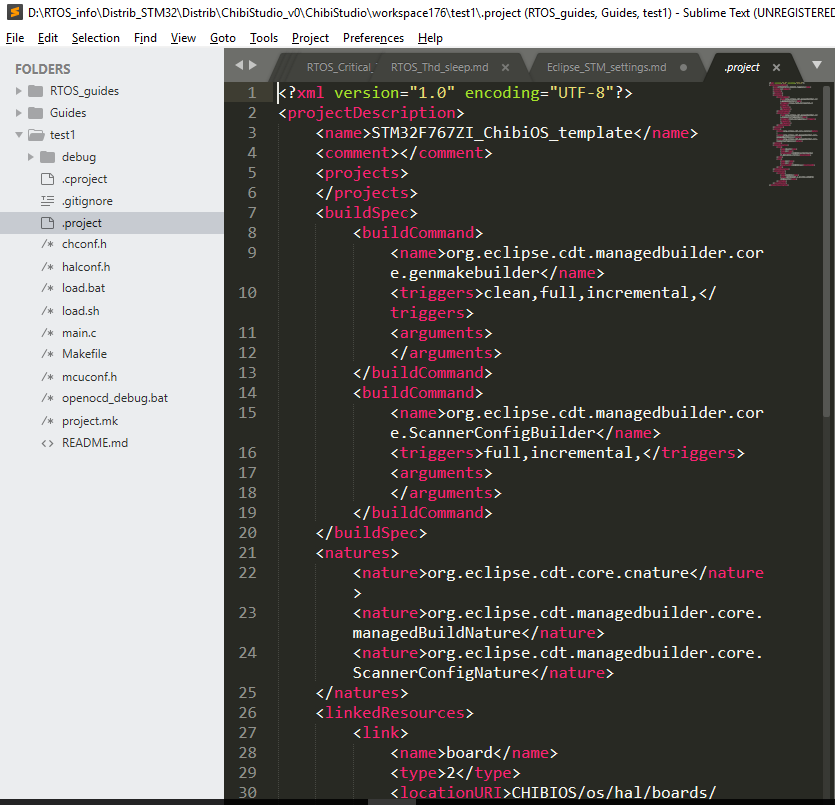 D:\RTOS_info\Distrib_STM32\Distrib\ChibiStudio_v0\ChibiStudio\workspace176\test1\.project (RTOS_guides, Guides, test1) - Sublime Text (UNREGISTERED
File Edit Selection Find View Goto Tools Project Preferences Help
FOLDERS
RTOS_guides
Guides
test1
debug
.cproject
.gitignore
.project
/* chconf.h
/* halconf.h
/* load.bat
/* load.sh
/* main.c
/* Makefile
/* mcuconf.h
/* openocd_debug.bat
/* project.mk
<> README.md
RTOS_Critical_ RTOS_Thd_sleep.md × Eclipse_STM_settings.md .project ×
1 <?xml version="1.0" encoding="UTF-8"?>
2 <projectDescription>
3 <name>STM32F767ZI_ChibiOS_template</name>
4 <comment></comment>
5 <projects>
6 </projects>
7 <buildSpec>
8 <buildCommand>
9 <name>org.eclipse.cdt.managedbuilder.cor
e.genmakebuilder</name>
10 <triggers>clean,full,incremental,</
triggers>
11 <arguments>
12 </arguments>
13 </buildCommand>
14 <buildCommand>
15 <name>org.eclipse.cdt.managedbuilder.cor
e.ScannerConfigBuilder</name>
16 <triggers>full,incremental,</triggers>
17 <arguments>
18 </arguments>
19 </buildCommand>
20 </buildSpec>
21 <natures>
22 <nature>org.eclipse.cdt.core.cnature</nature
>
23 <nature>org.eclipse.cdt.managedbuilder.core.
managedBuildNature</nature>
24 <nature>org.eclipse.cdt.managedbuilder.core.
ScannerConfigNature</nature>
25 </natures>
26 <linkedResources>
27 <link>
28 <name>board</name>
29 <type>2</type>
30 <locationURI>CHIBIOS/os/hal/boards/